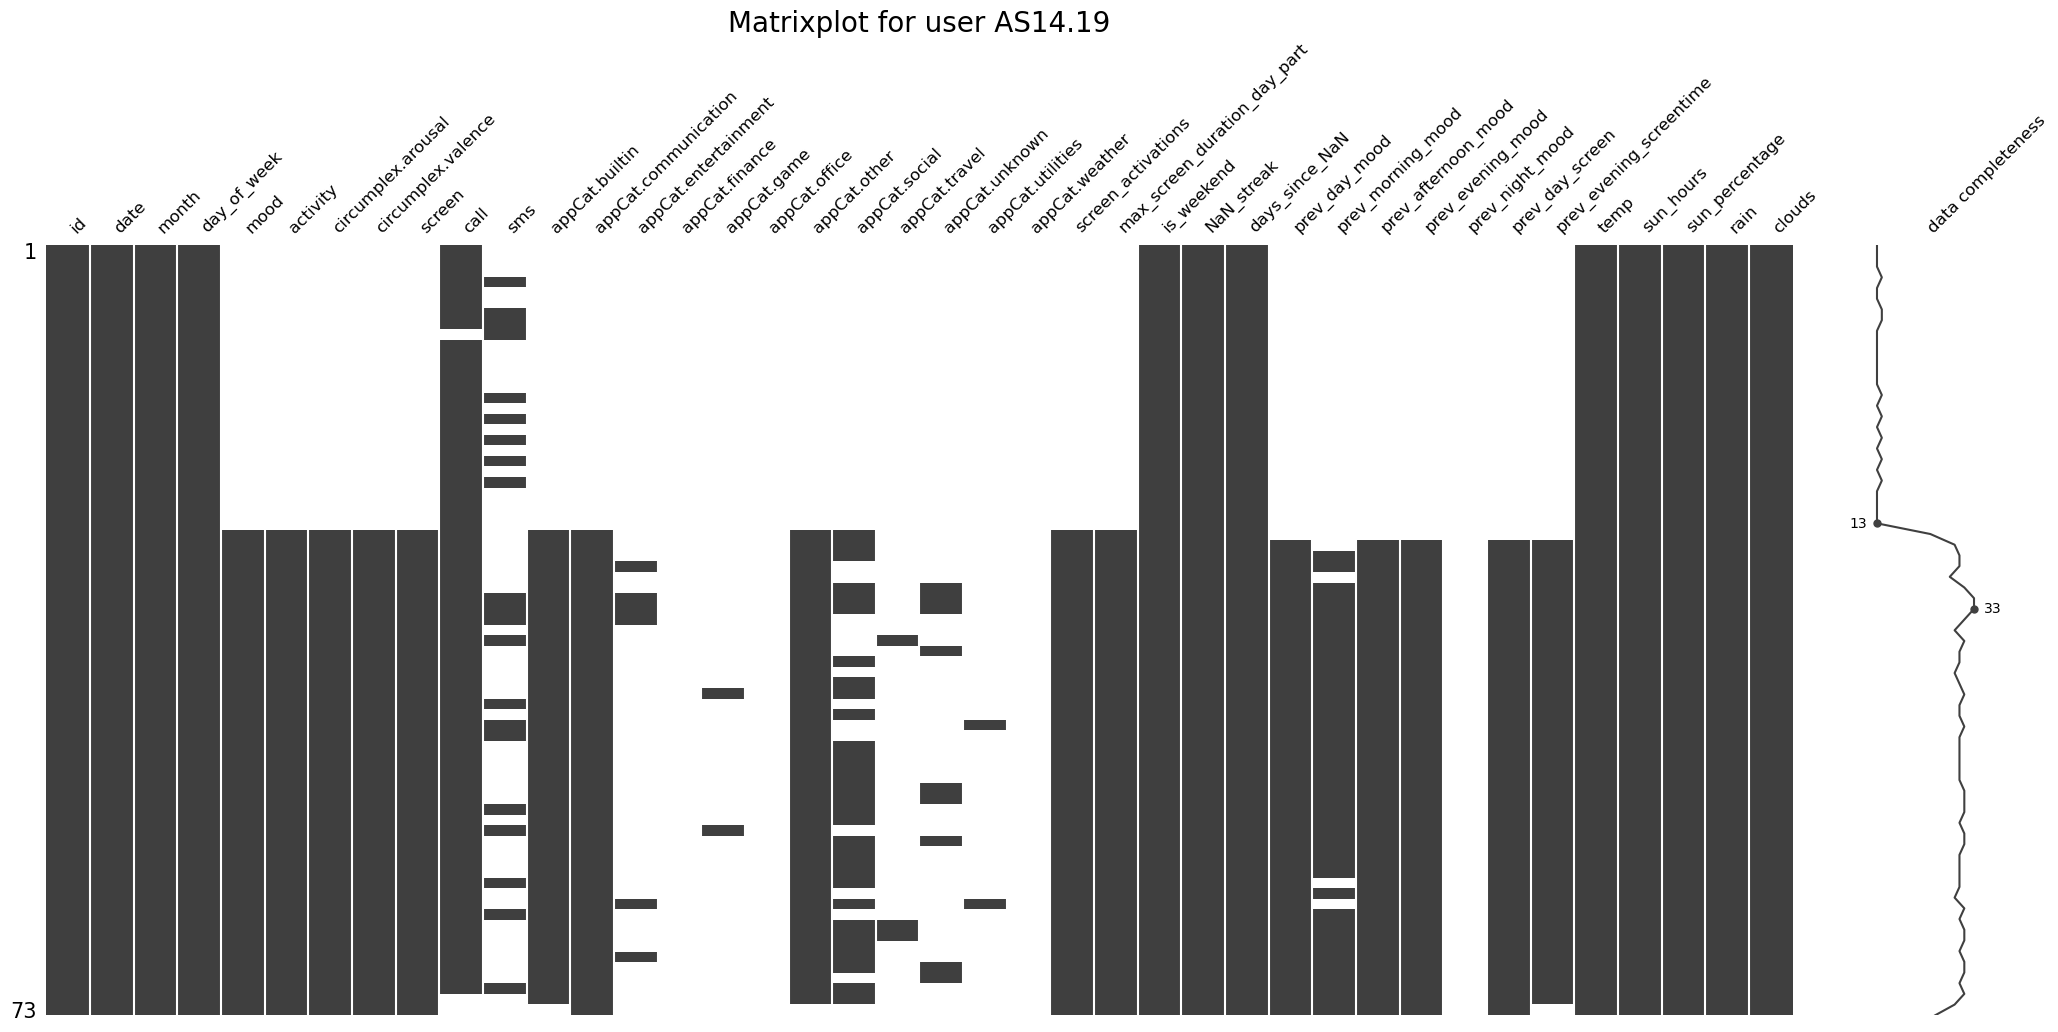 Matrixplot for user AS14.19
id
date
month
day_of_week
mood
activity
circumplex.arousal
circumplex.valence
screen
call
sms
appCat.builtin
appCat.communication
appCat.entertainment
appCat.finance
appCat.game
appCat.office
appCat.other
appCat.social
appCat.travel
appCat.unknown
appCat.utilities
appCat.weather
screen_activations
max_screen_duration_day_part
is_weekend
NaN_streak
days_since_NaN
prev_day_mood
prev_morning_mood
prev_afternoon_mood
prev_evening_mood
prev_night_mood
prev_day_screen
prev_evening_screentime
temp
sun_hours
sun_percentage
rain
clouds
data completeness
1
13
33
73